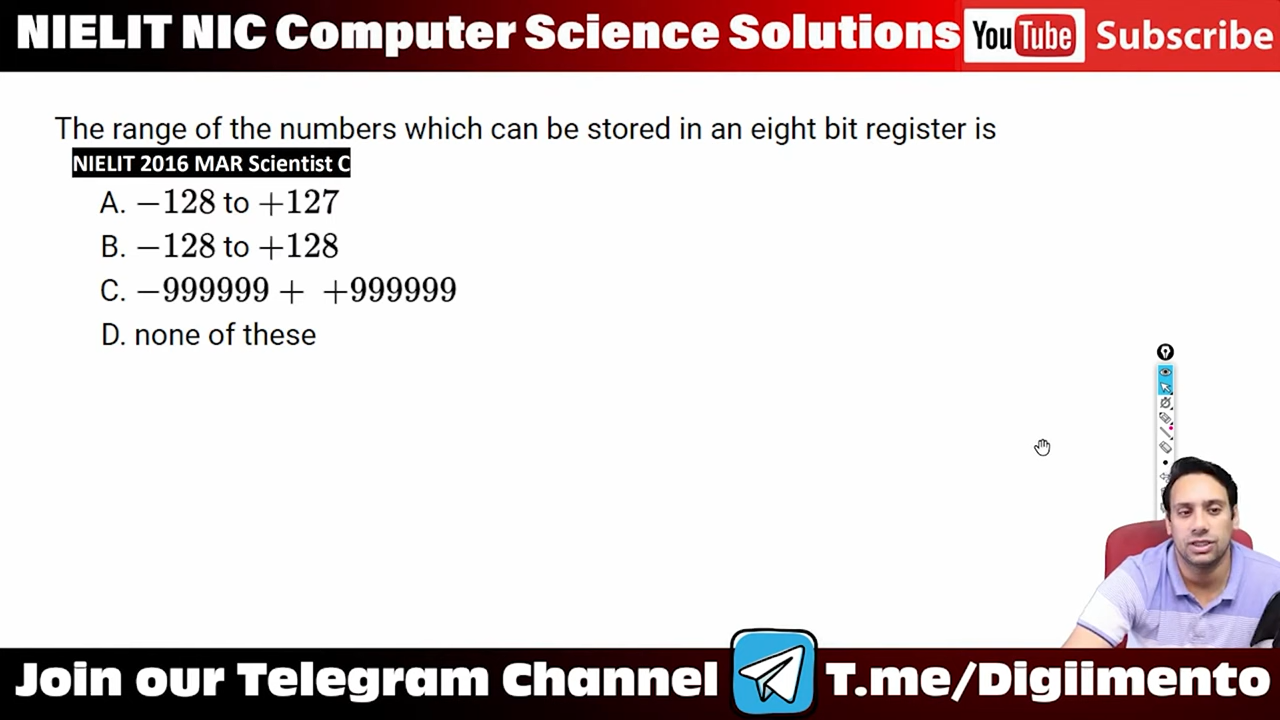 NIELIT NIC Computer Science Solutions YouTube Subscribe
The range of the numbers which can be stored in an eight bit register is
NIELIT 2016 MAR Scientist C
A. −128 to +127
B. −128 to +128
C. −999999 + +999999
D. none of these
Join our Telegram Channel T.me/Digiimento